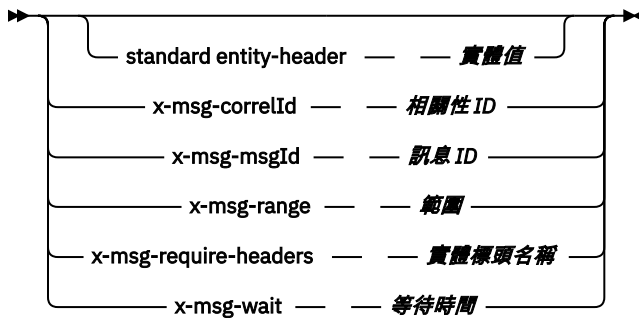 standard entity-header — 實體值
x-msg-correlId — 相關性 ID
x-msg-msgId — 訊息 ID
x-msg-range — 範圍
x-msg-require-headers — 實體標頭名稱
x-msg-wait — 等待時間